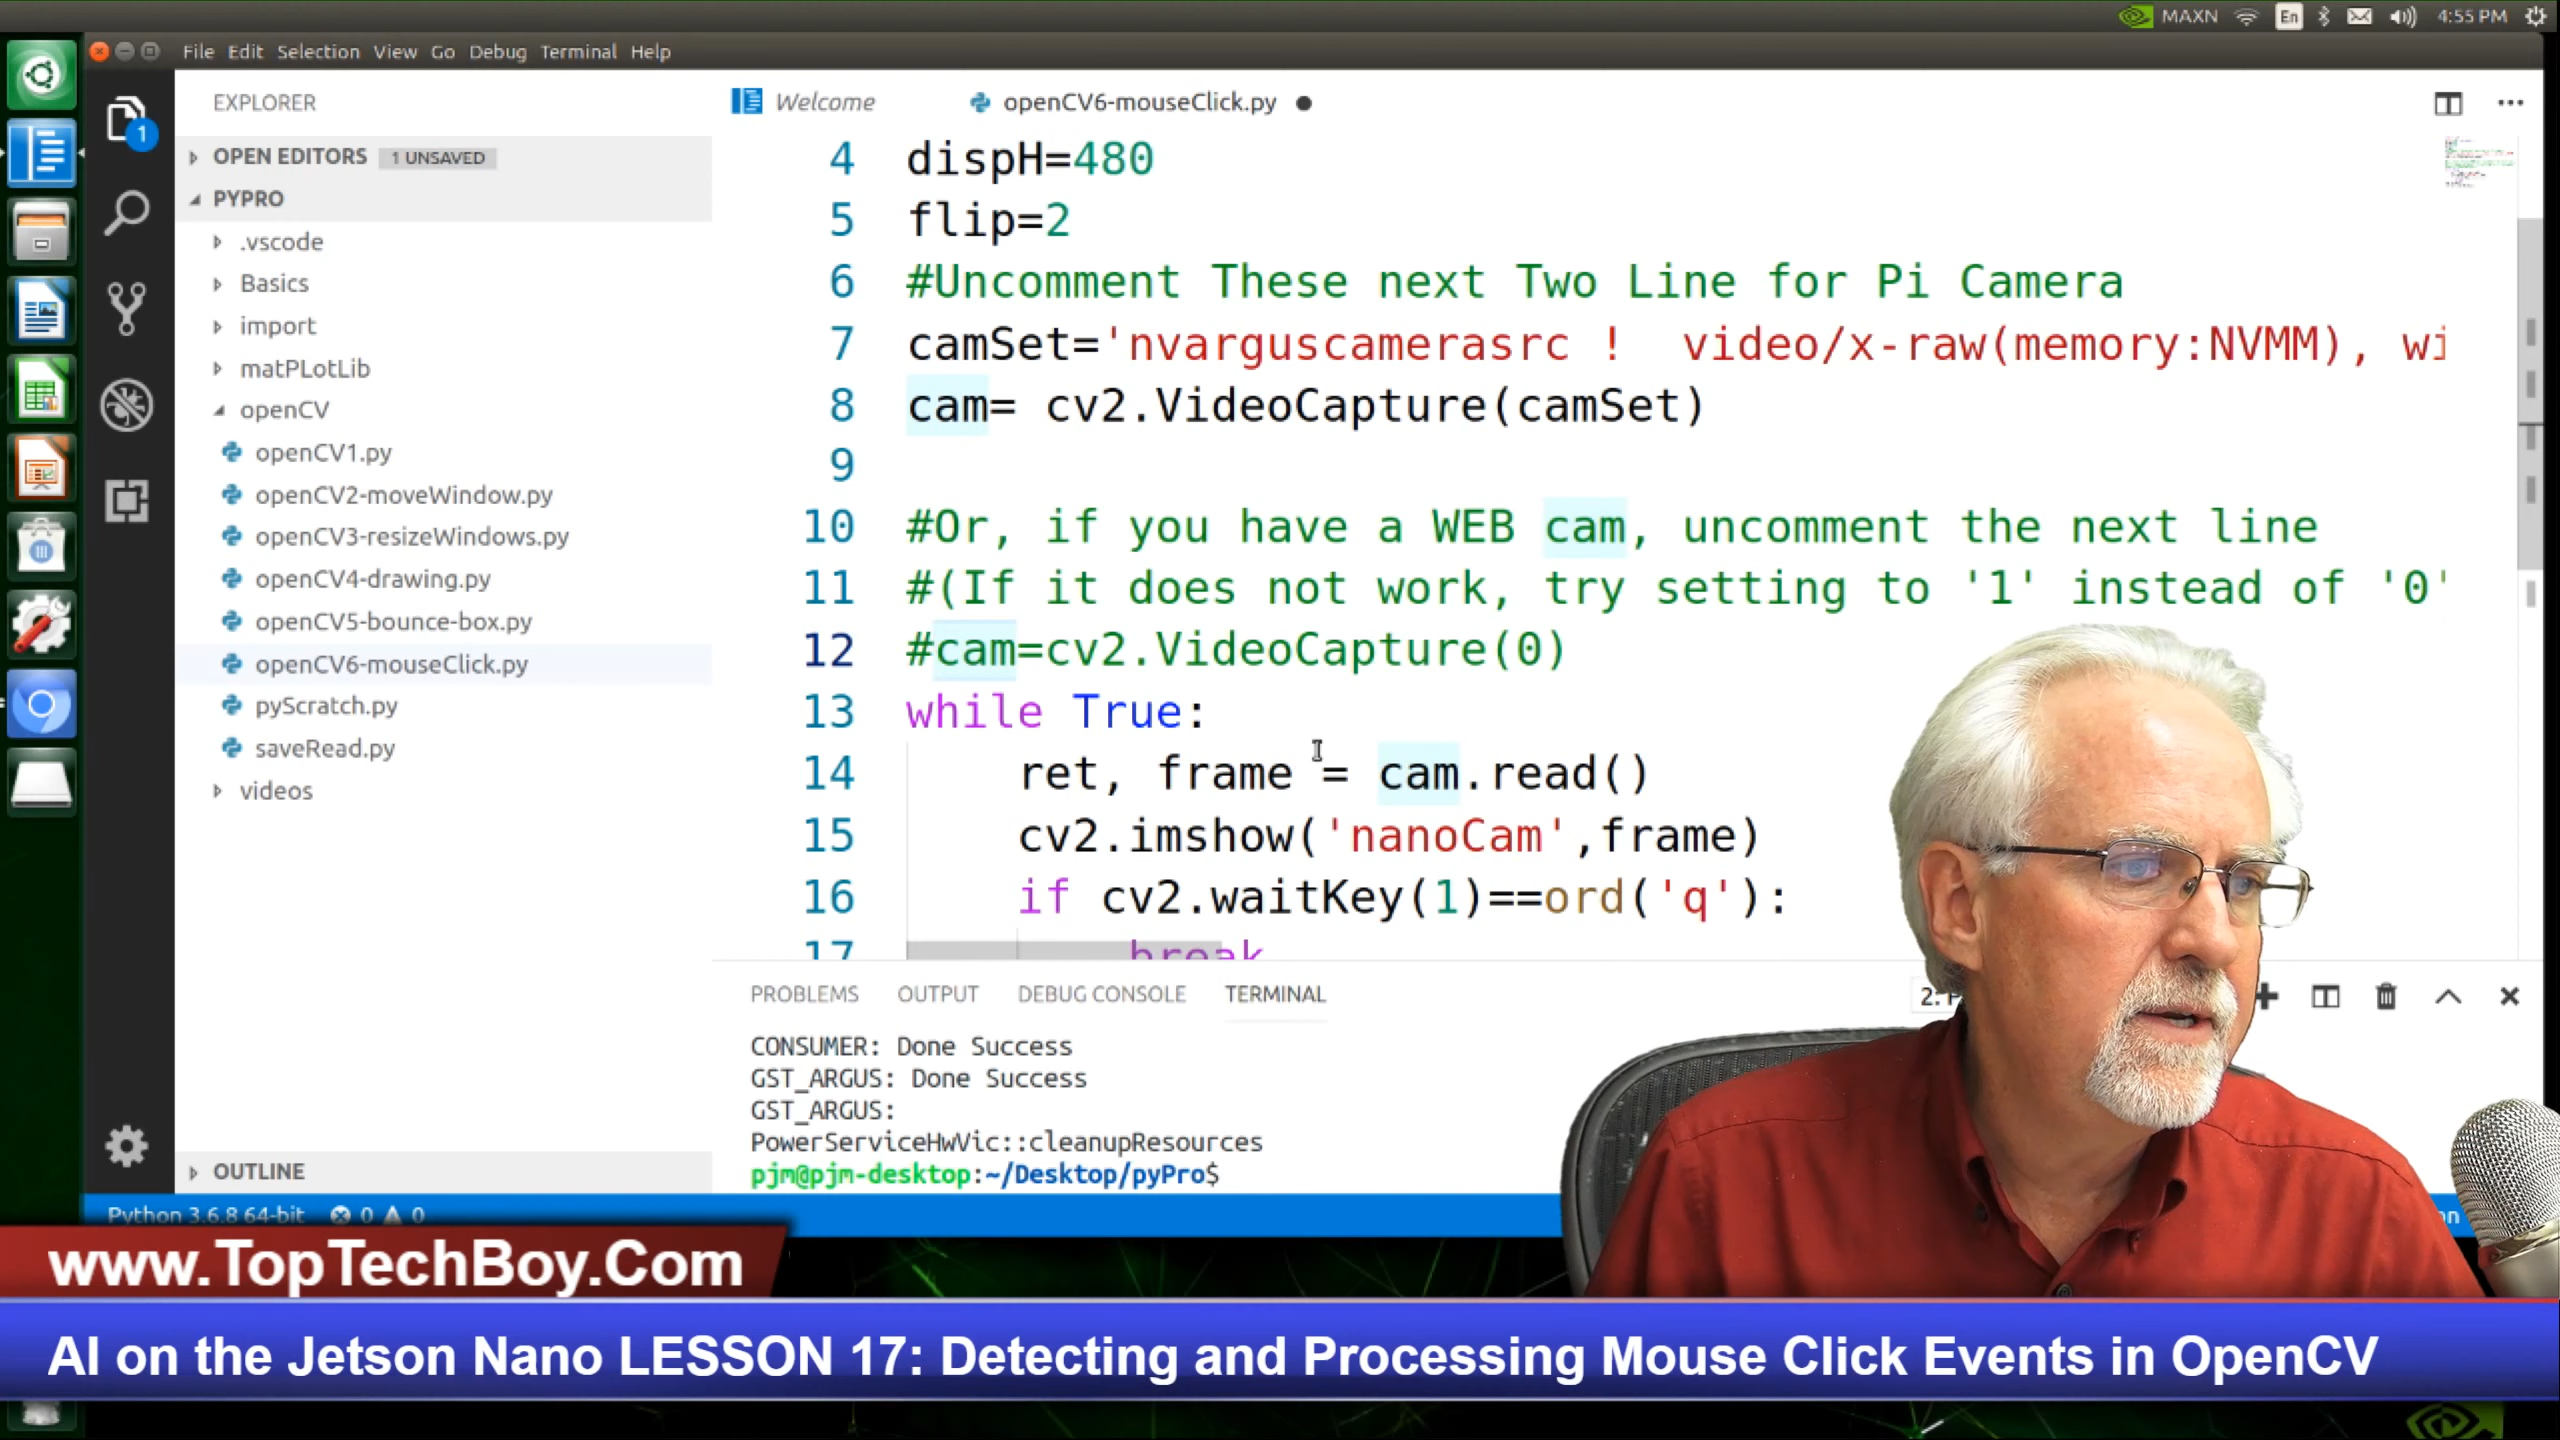 MAXN En 4:55 PM
File Edit Selection View Go Debug Terminal Help
EXPLORER
OPEN EDITORS 1 UNSAVED
PYPRO
.vscode
Basics
import
matPLotLib
openCV
openCV1.py
openCV2-moveWindow.py
openCV3-resizeWindows.py
openCV4-drawing.py
openCV5-bounce-box.py
openCV6-mouseClick.py
pyScratch.py
saveRead.py
videos
OUTLINE
1
Welcome openCV6-mouseClick.py
4 dispH=480
5 flip=2
6 #Uncomment These next Two Line for Pi Camera
7 camSet='nvarguscamerasrc !  video/x-raw(memory:NVMM), wi
8 cam= cv2.VideoCapture(camSet)
9
10 #Or, if you have a WEB cam, uncomment the next line
11 #(If it does not work, try setting to '1' instead of '0'
12 #cam=cv2.VideoCapture(0)
13 while True:
14 ret, frame = cam.read()
15 cv2.imshow('nanoCam',frame)
16 if cv2.waitKey(1)==ord('q'):
17 break
PROBLEMS OUTPUT DEBUG CONSOLE TERMINAL 2:
CONSUMER: Done Success
GST_ARGUS: Done Success
GST_ARGUS:
PowerServiceHwVic::cleanupResources
pjm@pjm-desktop:~/Desktop/pyPro$
Python 3.6.8 64-bit 0 0
www.TopTechBoy.Com
AI on the Jetson Nano LESSON 17: Detecting and Processing Mouse Click Events in OpenCV